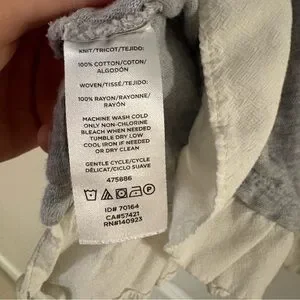 KNIT/TRICOT/TEJIDO:
100% COTTON/COTON/
ALGODÓN
WOVEN/TISSÉ/TEJIDO:
100% RAYON/RAYONNE/
RAYÓN
MACHINE WASH COLD
ONLY NON-CHLORINE
BLEACH WHEN NEEDED
TUMBLE DRY LOW
COOL IRON IF NEEDED
OR DRY CLEAN
GENTLE CYCLE/CYCLE
DÉLICAT/CICLO SUAVE
475886
ID# 70164
CA#57421
RN#140923